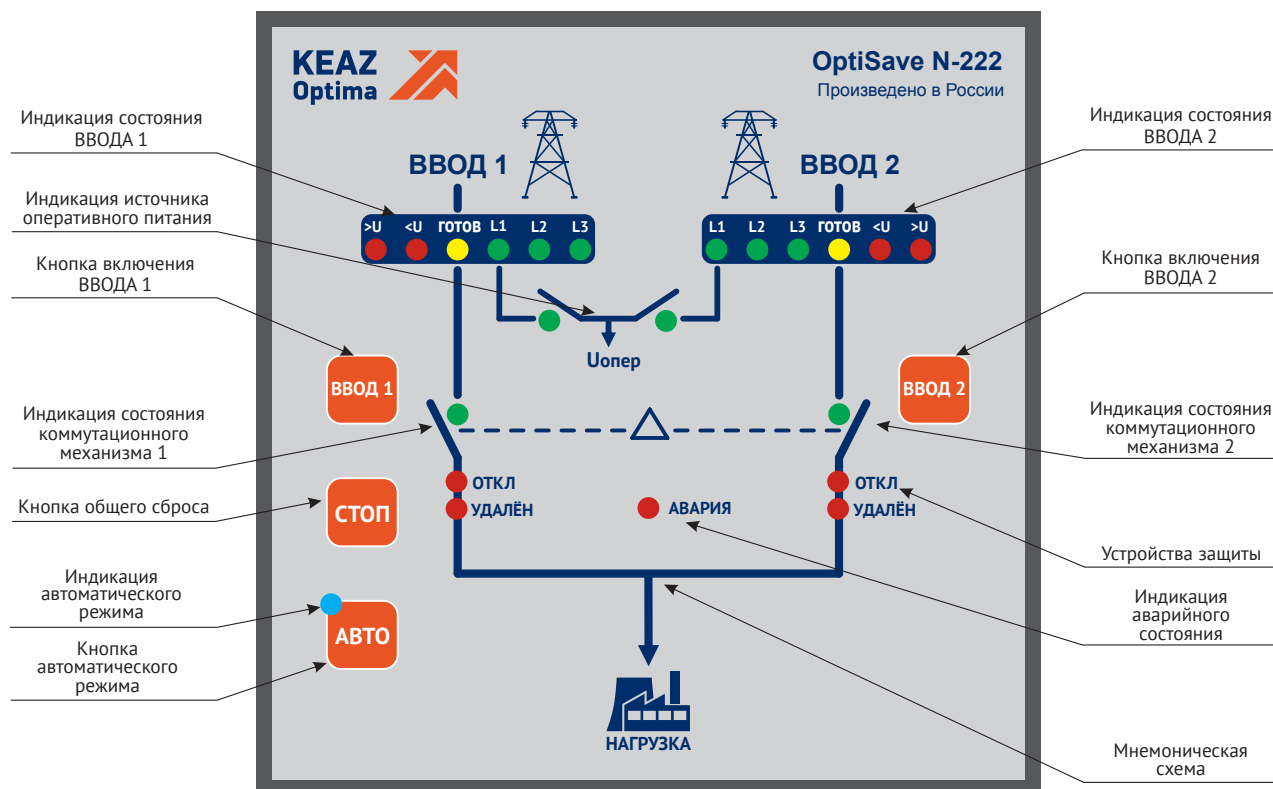 KEAZ
Optima
OptiSave N-222
Произведено в России
Индикация состояния
ВВОДА 1
Индикация источника
оперативного питания
Кнопка включения
ВВОДА 1
Индикация состояния
коммутационного
механизма 1
Кнопка общего сброса
Индикация
автоматического
режима
Кнопка
автоматического
режима
ВВОД 1
>U <U ГОТОВ L1 L2 L3
ВВОД 2
L1 L2 L3 ГОТОВ <U >U
Uопер
ВВОД 1
ВВОД 2
СТОП
АВТО
ОТКЛ
УДАЛЁН
АВАРИЯ
ОТКЛ
УДАЛЁН
НАГРУЗКА
Индикация состояния
ВВОДА 2
Кнопка включения
ВВОДА 2
Индикация состояния
коммутационного
механизма 2
Устройства защиты
Индикация
аварийного
состояния
Мнемоническая
схема